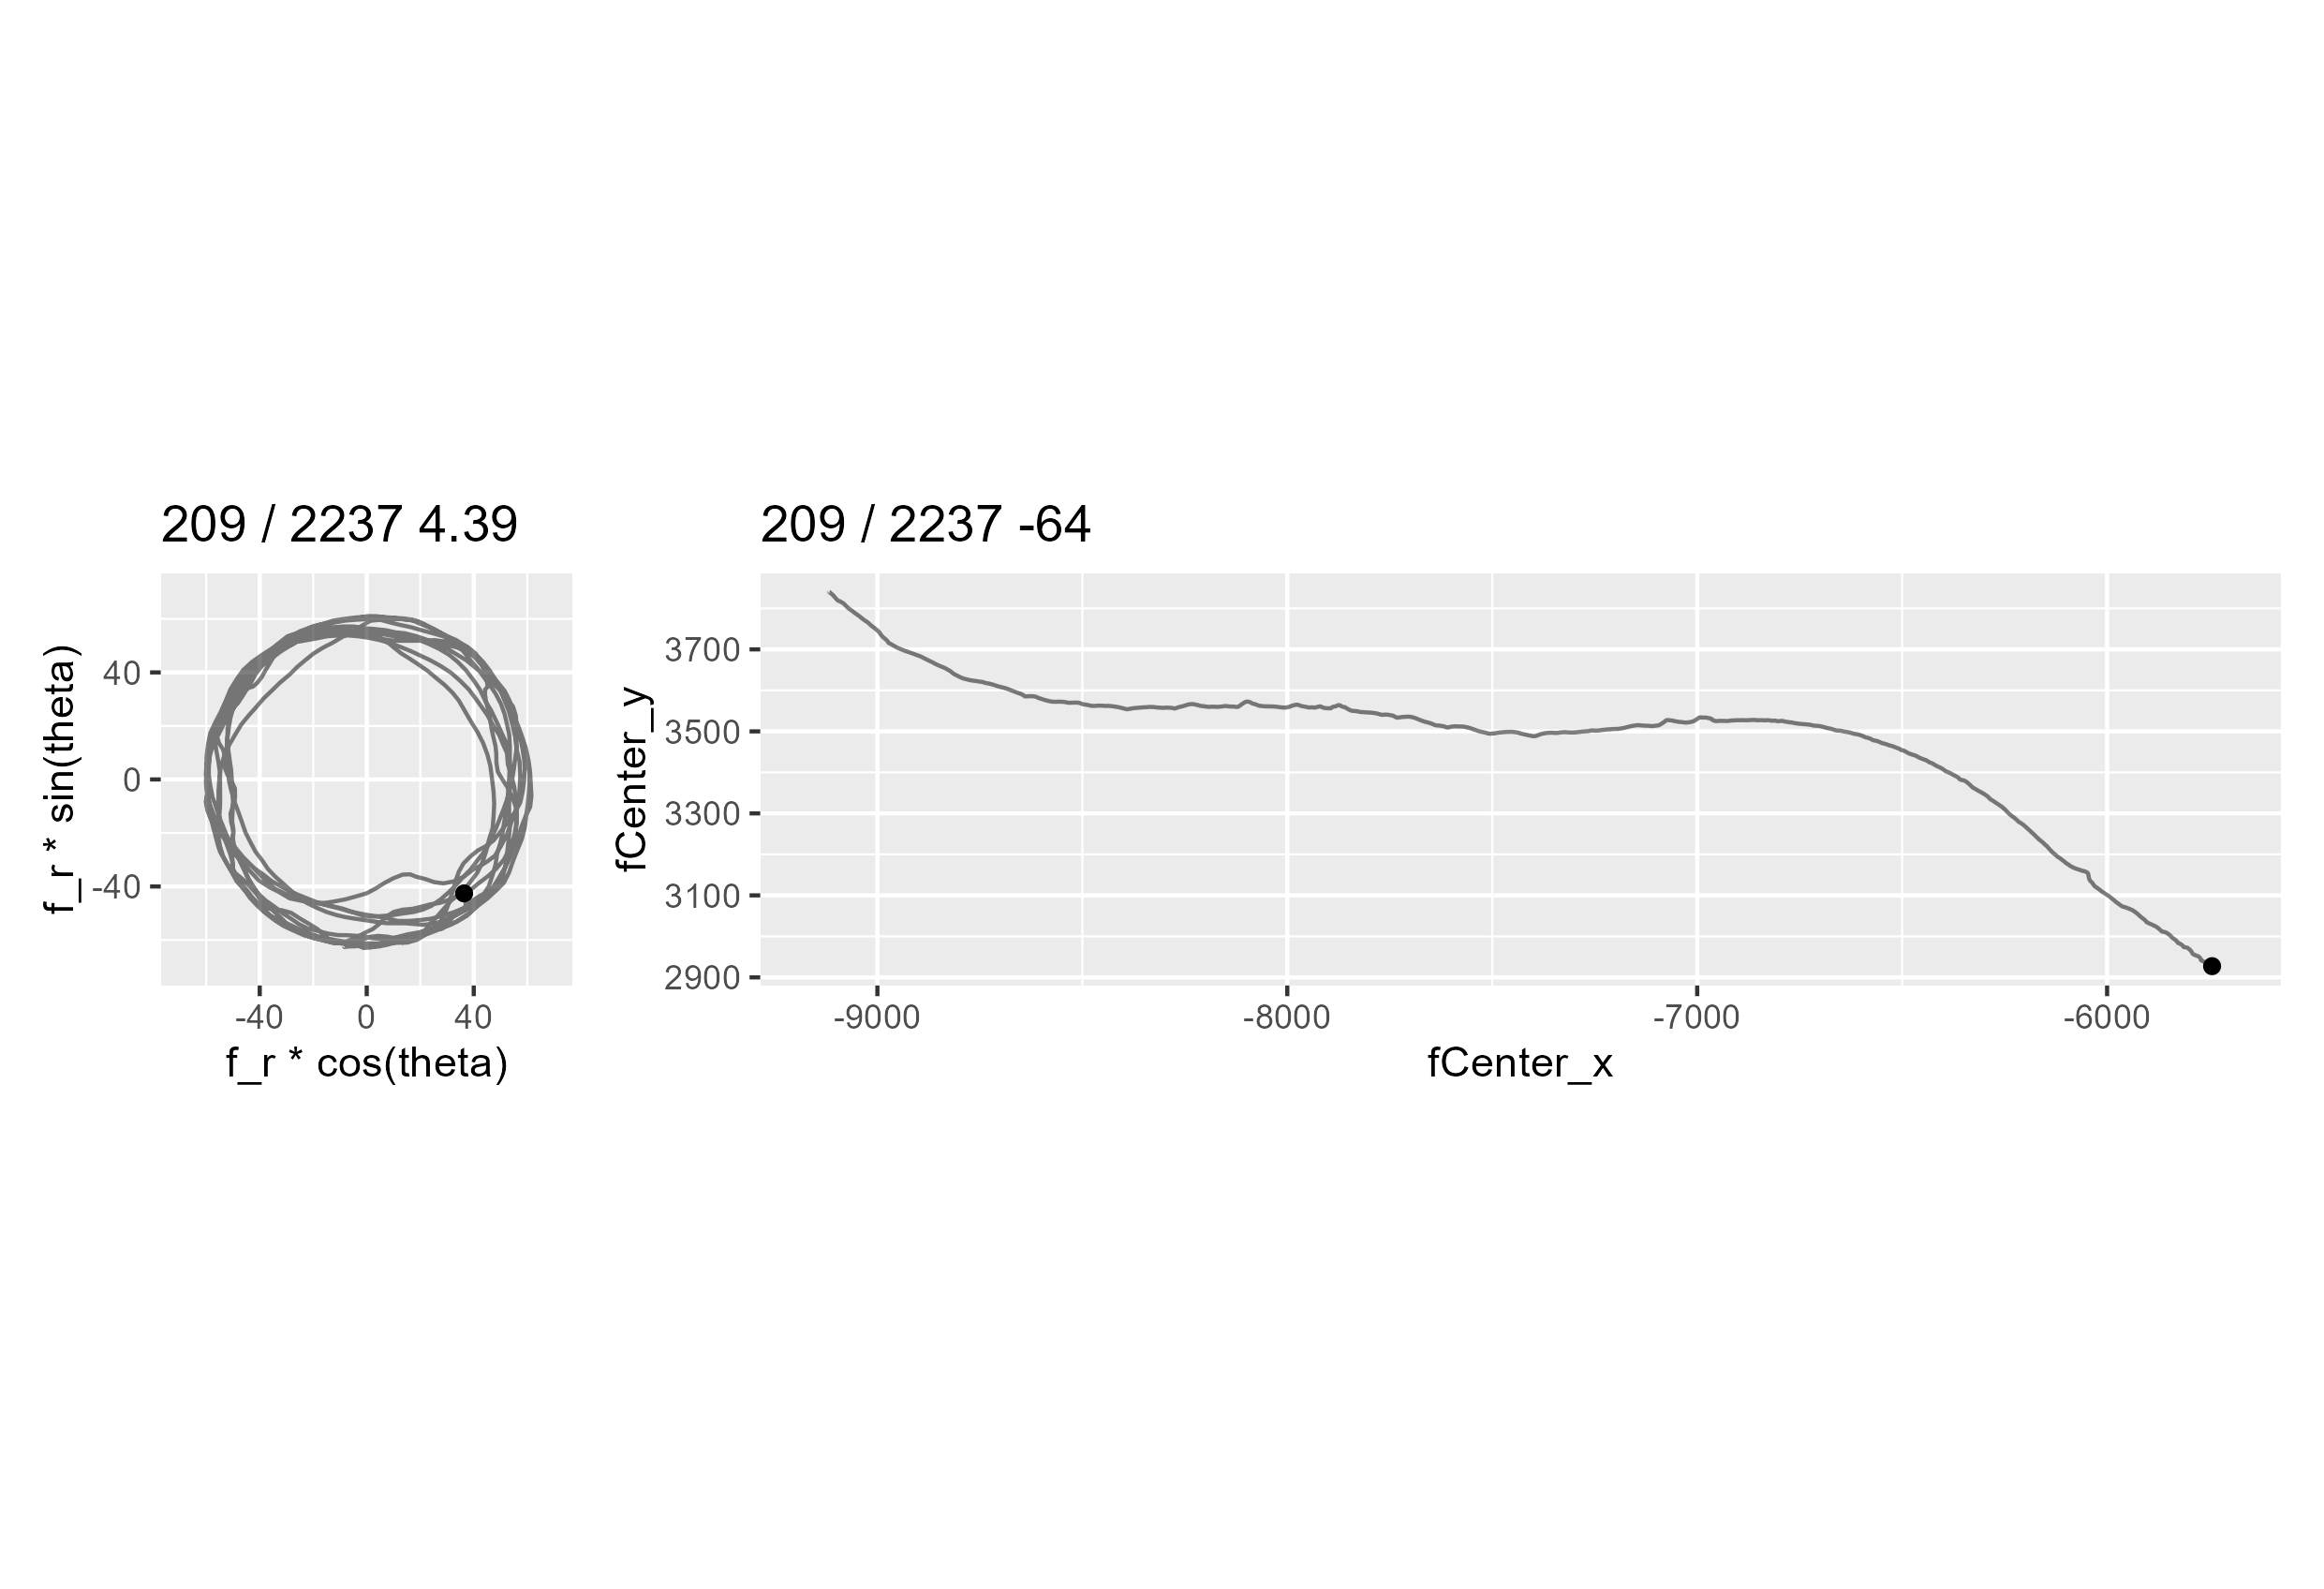 209 / 2237 4.39
f_r * sin(theta)
40
0
-40
-40 0 40
f_r * cos(theta)
209 / 2237 -64
fCenter_y
3700
3500
3300
3100
2900
-9000 -8000 -7000 -6000
fCenter_x